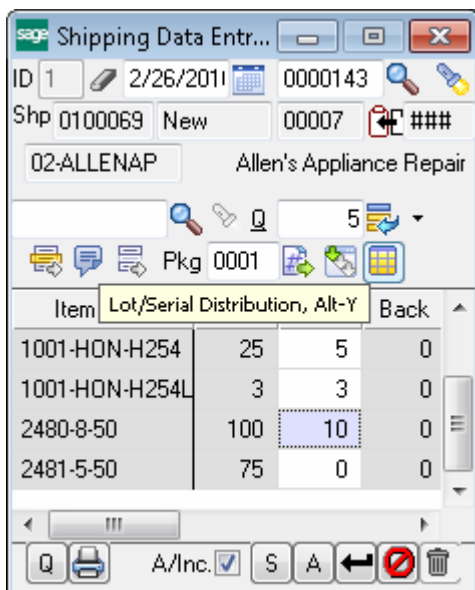 sage Shipping Data Entr...
ID 1 2/26/201 0000143
Shp 0100069 New 00007 ###
02-ALLENAP Allen's Appliance Repair
Q 5
Pkg 0001
Lot/Serial Distribution, Alt-Y
Item Back
1001-HON-H254 25 5 0
1001-HON-H254L 3 3 0
2480-8-50 100 10 0
2481-5-50 75 0 0
Q A/Inc. S A